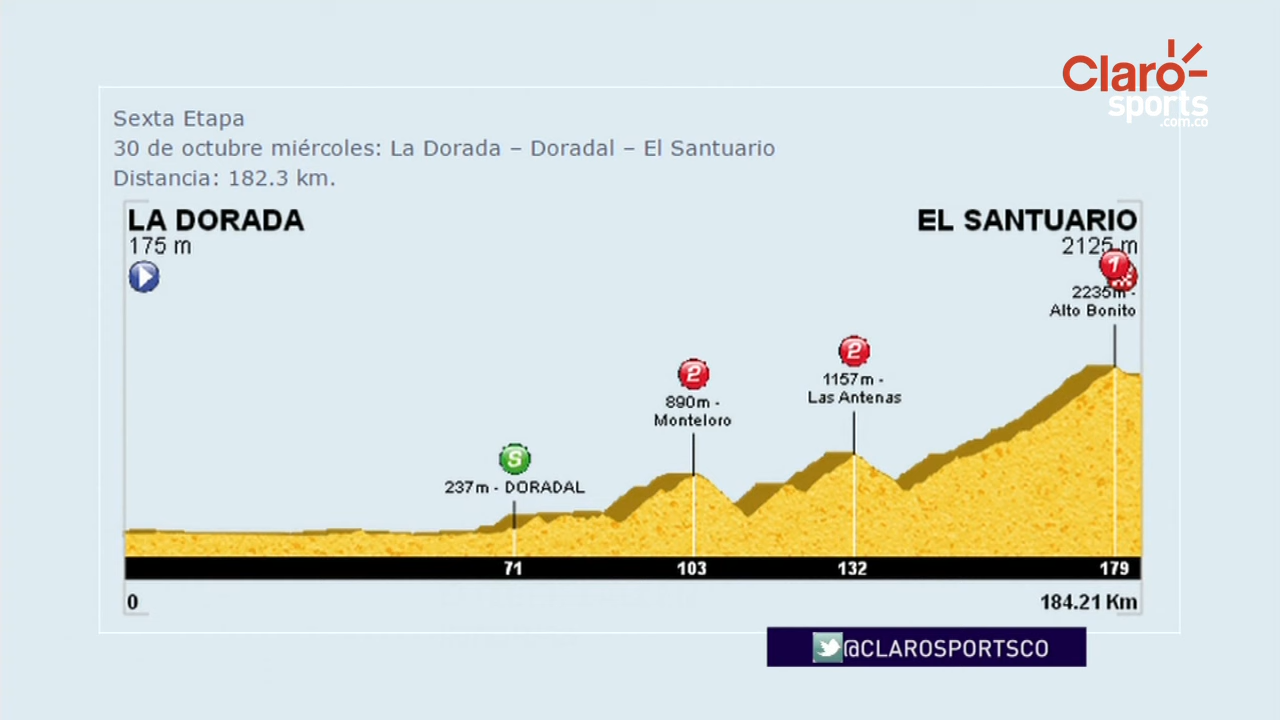 Claro
sports
.com.co
Sexta Etapa
30 de octubre miércoles: La Dorada – Doradal – El Santuario
Distancia: 182.3 km.
LA DORADA
175 m
EL SANTUARIO
2125 m
1
2235m -
Alto Bonito
2
1157m -
Las Antenas
2
890m -
Monteloro
S
237m - DORADAL
71 103 132 179
0 184.21 Km
@CLAROSPORTSCO